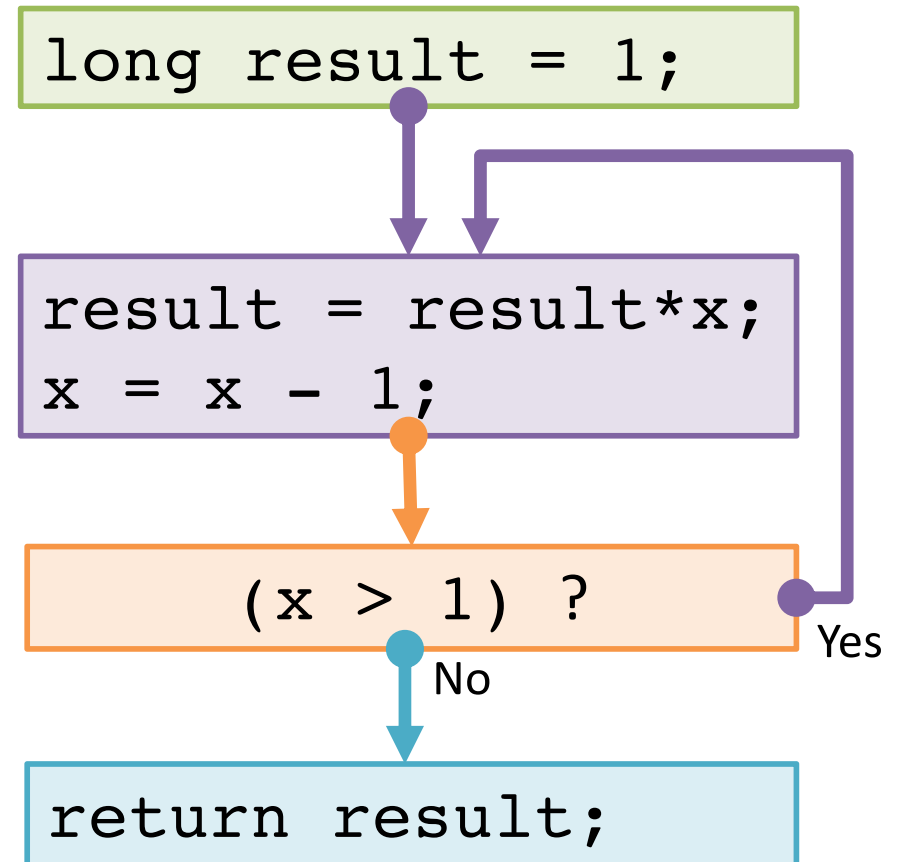 long result = 1;
result = result*x;
x = x - 1;
(x > 1) ?
Yes
No
return result;